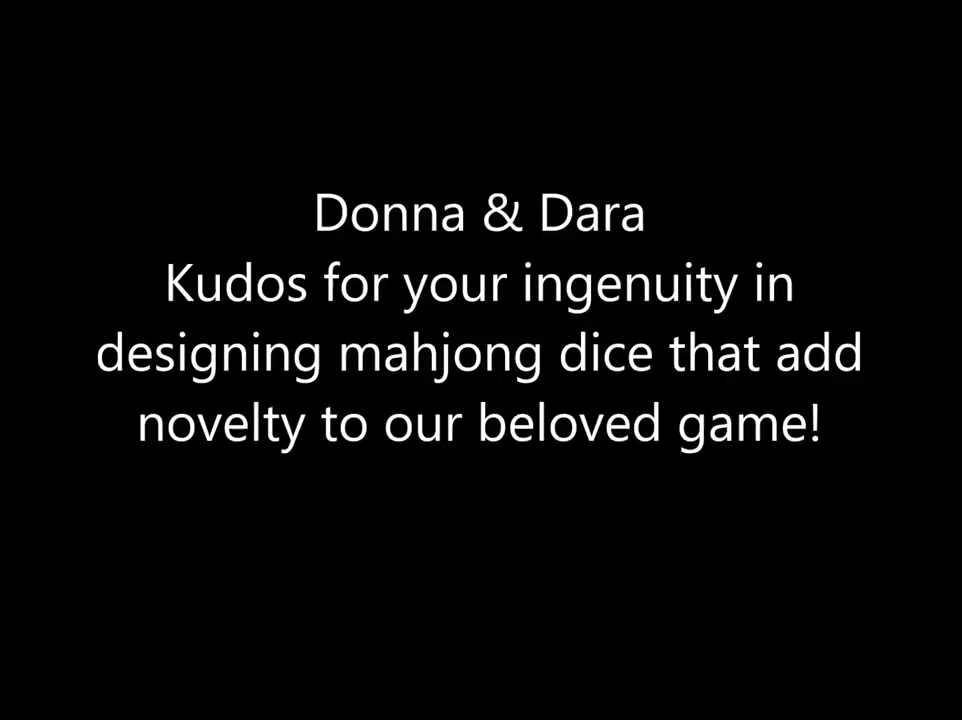 Donna & Dara
Kudos for your ingenuity in
designing mahjong dice that add
novelty to our beloved game!